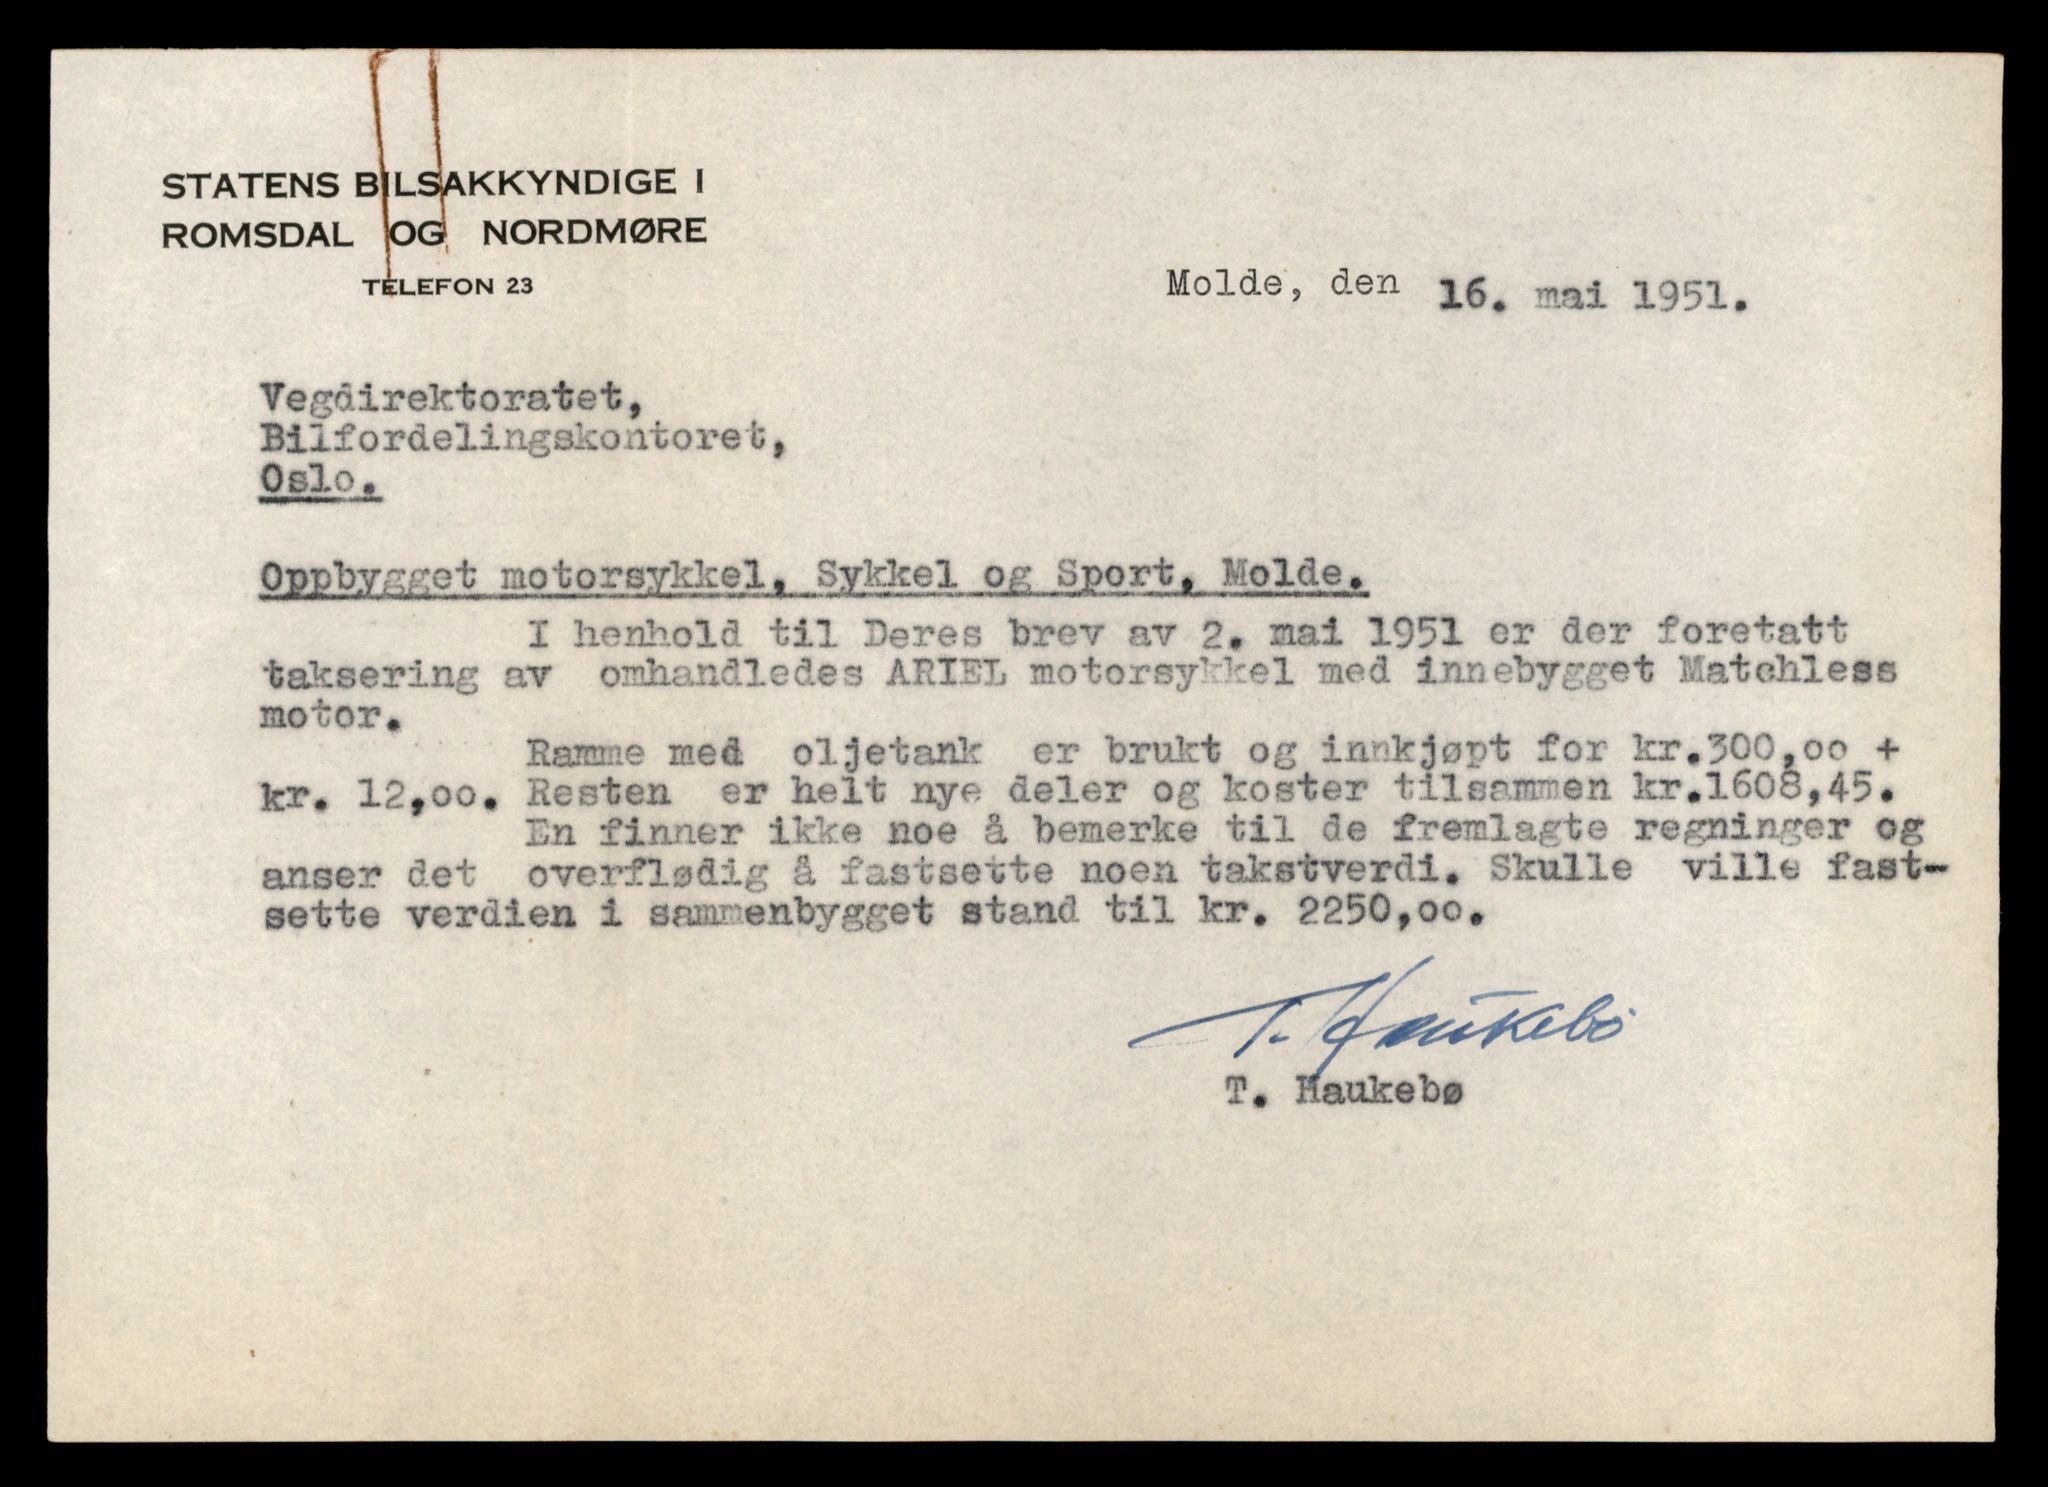 STATENS BILSAKKYNDIGE I
ROMSDAL OG NORDMØRE
TELEFON 23
Molde, den 16. mai 1951.
Vegdirektoratet,
Bilfordelingskontoret,
Oslo.
Oppbygget motorsykkel, Sykkel og Sport, Molde.
I henhold til Deres brev av 2. mai 1951 er der foretatt
taksering av omhandledes ARIEL motorsykkel med innebygget Matchless
motor.
Ramme med oljetank er brukt og innkjøpt for kr.300,oo +
kr. 12,oo. Resten er helt nye deler og koster tilsammen kr.1608,45.
En finner ikke noe å bemerke til de fremlagte regninger og
anser det overflødig å fastsette noen takstverdi. Skulle ville fast-
sette verdien i sammenbygget stand til kr. 2250,oo.
T. Haukebø
T. Haukebø